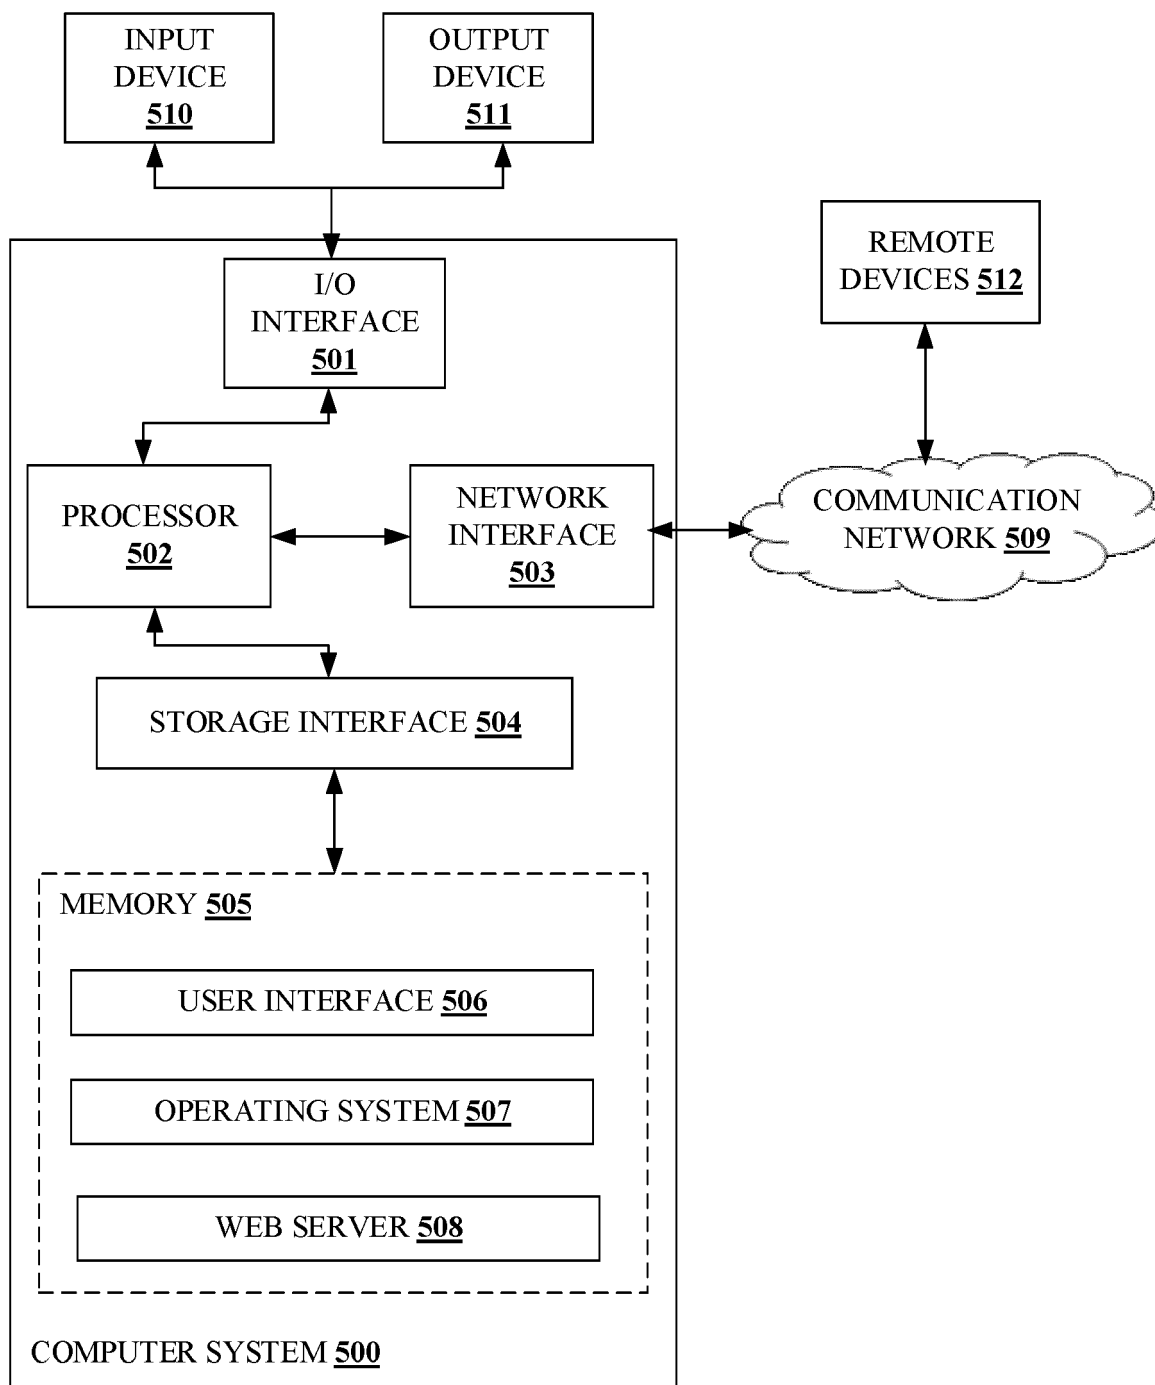 INPUT
DEVICE
510
OUTPUT
DEVICE
511
REMOTE
DEVICES 512
I/O
INTERFACE
501
PROCESSOR
502
NETWORK
INTERFACE
503
COMMUNICATION
NETWORK 509
STORAGE INTERFACE 504
MEMORY 505
USER INTERFACE 506
OPERATING SYSTEM 507
WEB SERVER 508
COMPUTER SYSTEM 500